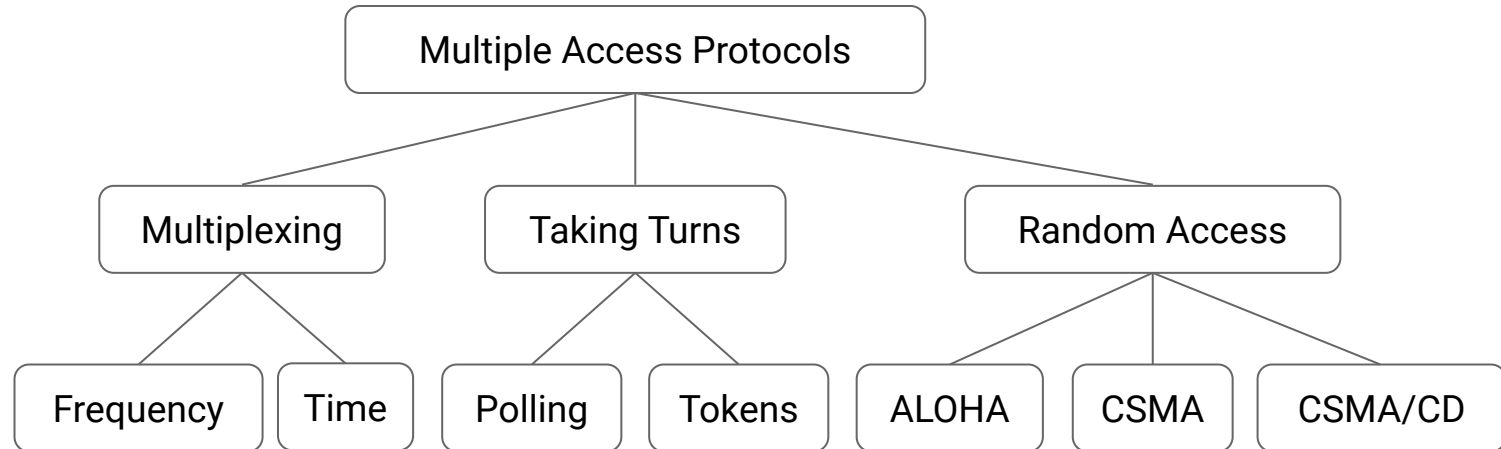 Multiple Access Protocols
Multiplexing
Taking Turns
Random Access
Frequency
Time
Polling
Tokens
ALOHA
CSMA
CSMA/CD